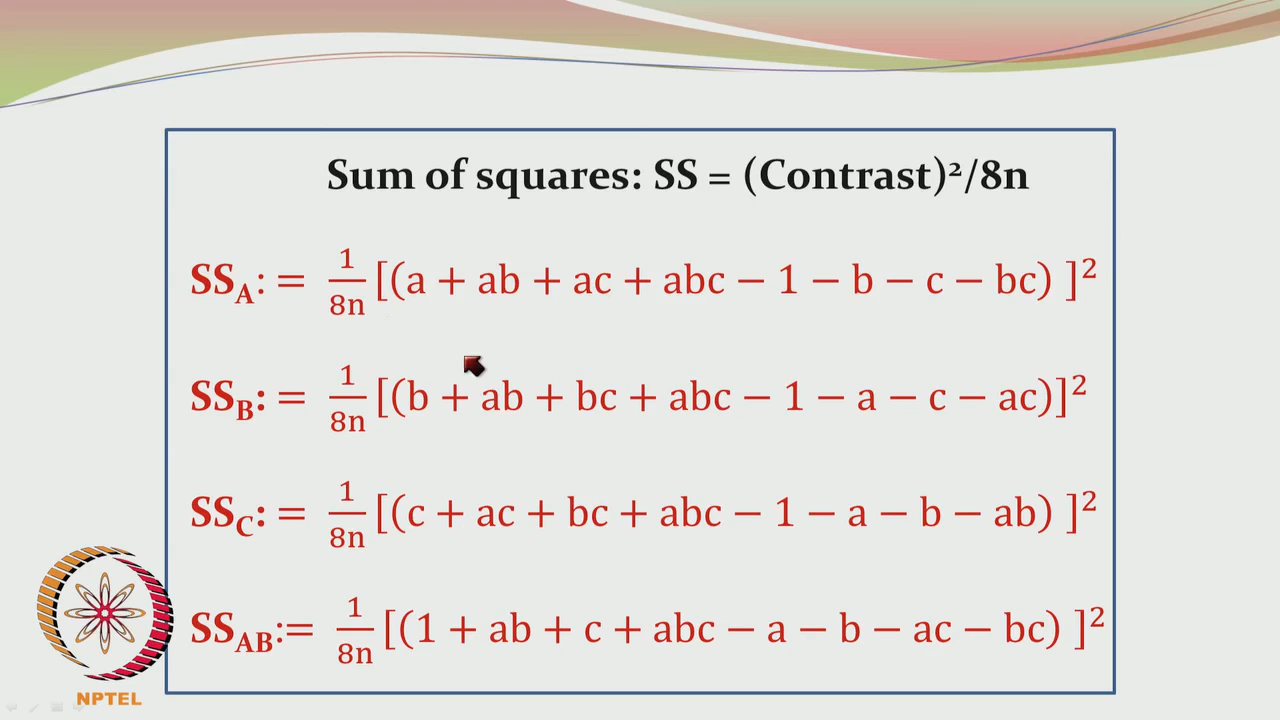 Sum of squares: SS = (Contrast)²/8n
SS_A: = 1/8n [(a + ab + ac + abc − 1 − b − c − bc) ]²
SS_B: = 1/8n [(b + ab + bc + abc − 1 − a − c − ac)]²
SS_C: = 1/8n [(c + ac + bc + abc − 1 − a − b − ab) ]²
SS_AB:= 1/8n [(1 + ab + c + abc − a − b − ac − bc) ]²
NPTEL